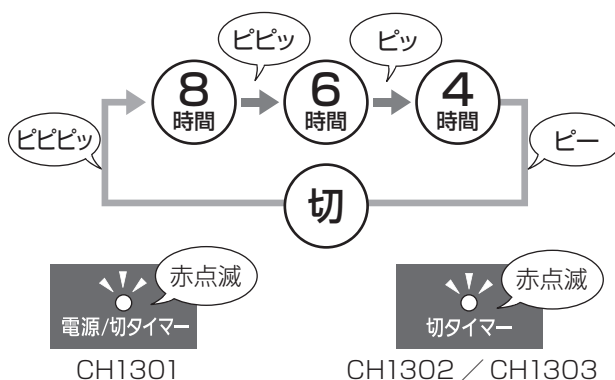 ピピッ
ピッ
8
時間
6
時間
4
時間
ピピピッ
ピー
切
赤点滅
電源/切タイマー
CH1301
赤点滅
切タイマー
CH1302 / CH1303